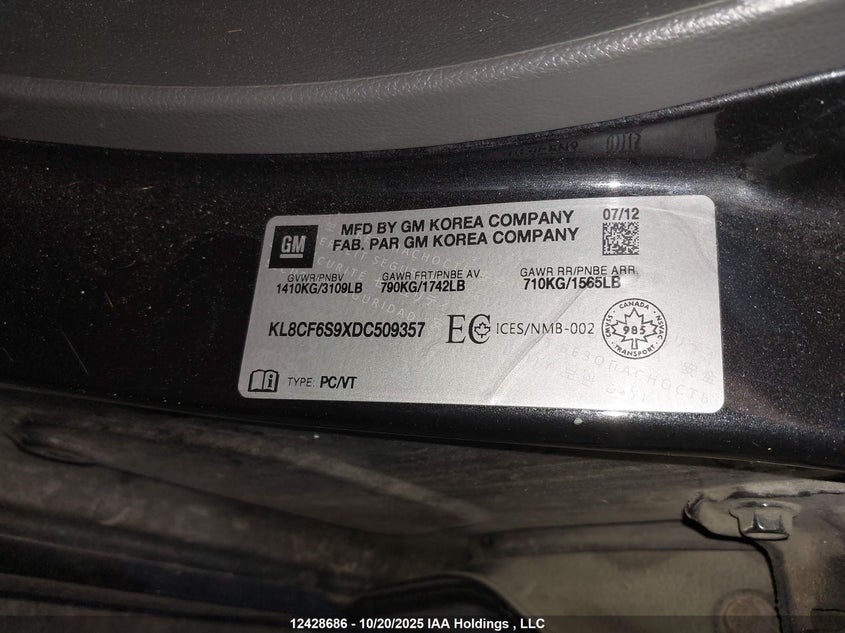 GM
MFD BY GM KOREA COMPANY
FAB. PAR GM KOREA COMPANY
07/12
GVWR/PNBV
1410KG/3109LB
GAWR FRT/PNBE AV.
790KG/1742LB
GAWR RR/PNBE ARR.
710KG/1565LB
KL8CF6S9XDC509357
EC
ICES/NMB-002
CANADA
985
TRANSPORT
TYPE: PC/VT
12428686 - 10/20/2025 IAA Holdings , LLC